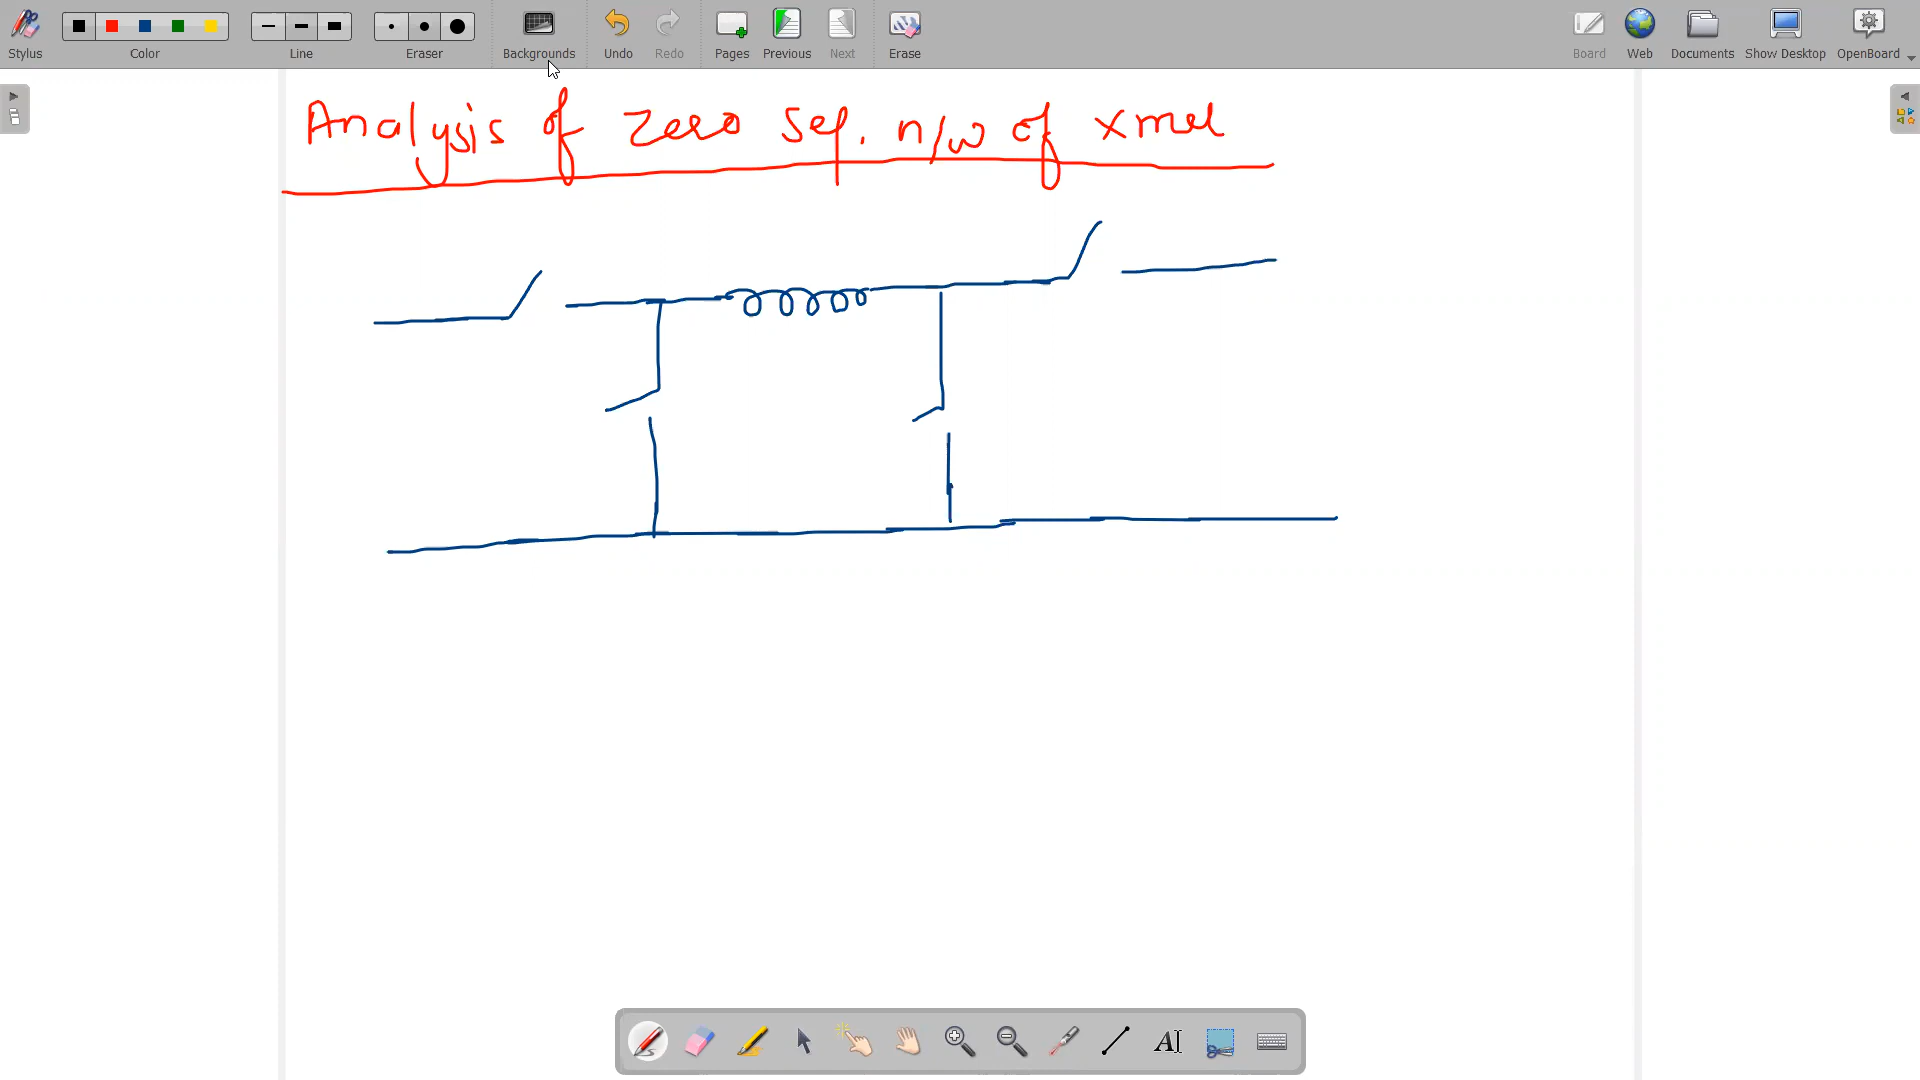 Stylus Color Line Eraser Backgrounds Undo Redo Pages Previous Next Erase Board Web Documents Show Desktop OpenBoard
Analysis of Zero Seq. n/w of xmer
AI